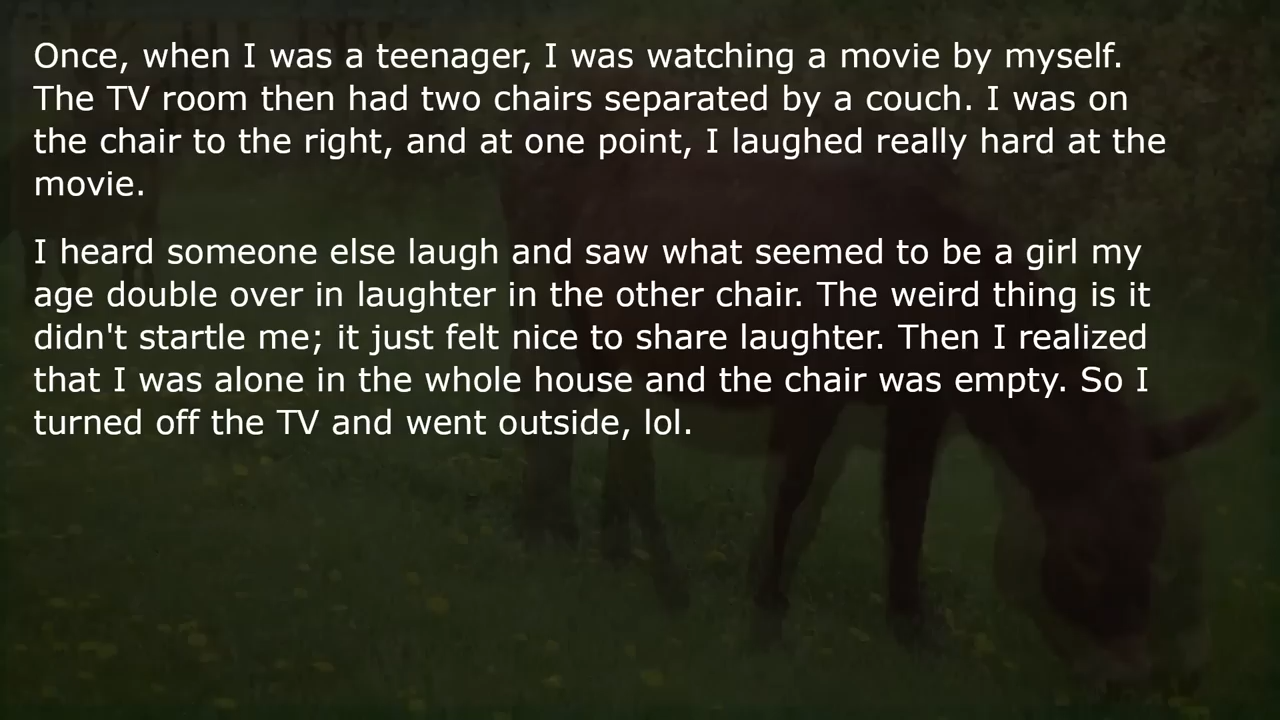 Once, when I was a teenager, I was watching a movie by myself.
The TV room then had two chairs separated by a couch. I was on
the chair to the right, and at one point, I laughed really hard at the
movie.
I heard someone else laugh and saw what seemed to be a girl my
age double over in laughter in the other chair. The weird thing is it
didn't startle me; it just felt nice to share laughter. Then I realized
that I was alone in the whole house and the chair was empty. So I
turned off the TV and went outside, lol.